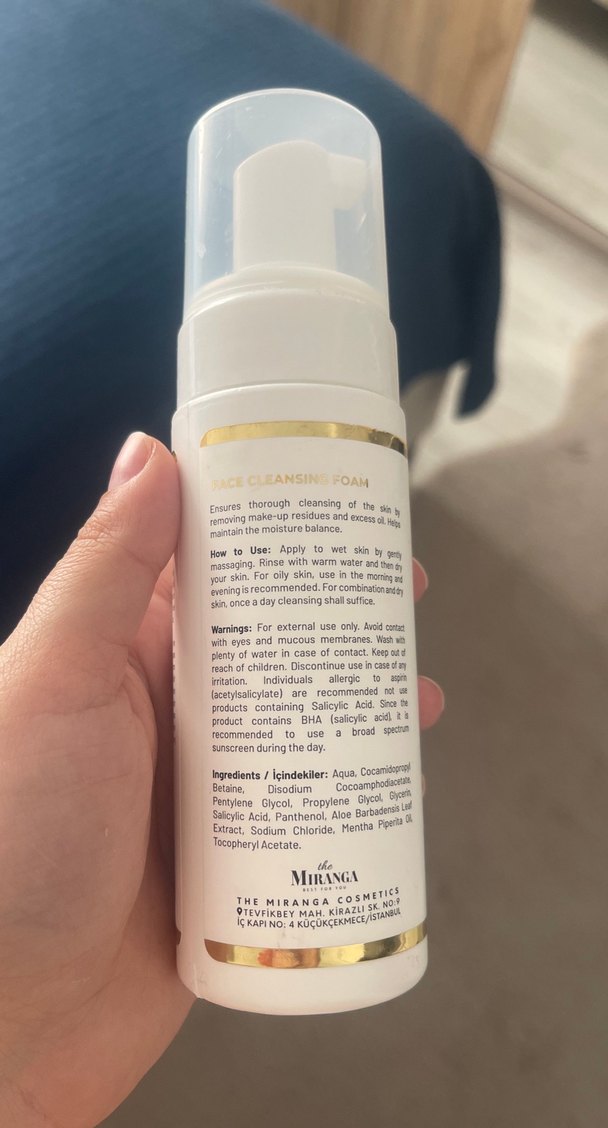 FACE CLEANSING FOAM
Ensures thorough cleansing of the skin by
removing make-up residues and excess oil. Helps
maintain the moisture balance.
How to Use: Apply to wet skin by gently
massaging. Rinse with warm water and then dry
your skin. For oily skin, use in the morning and
evening is recommended. For combination and dry
skin, once a day cleansing shall suffice.
Warnings: For external use only. Avoid contact
with eyes and mucous membranes. Wash with
plenty of water in case of contact. Keep out of
reach of children. Discontinue use in case of any
irritation. Individuals allergic to aspirin
(acetylsalicylate) are recommended not use
products containing Salicylic Acid. Since the
product contains BHA (salicylic acid), it is
recommended to use a broad spectrum
sunscreen during the day.
Ingredients / İçindekiler: Aqua, Cocamidopropyl
Betaine, Disodium Cocoamphodiacetate,
Pentylene Glycol, Propylene Glycol, Glycerin,
Salicylic Acid, Panthenol, Aloe Barbadensis Leaf
Extract, Sodium Chloride, Mentha Piperita Oil,
Tocopheryl Acetate.
the
MIRANGA
BEST FOR YOU
THE MIRANGA COSMETICS
TEVFİKBEY MAH. KİRAZLI SK. NO:9
İÇ KAPI NO: 4 KÜÇÜKÇEKMECE/İSTANBUL